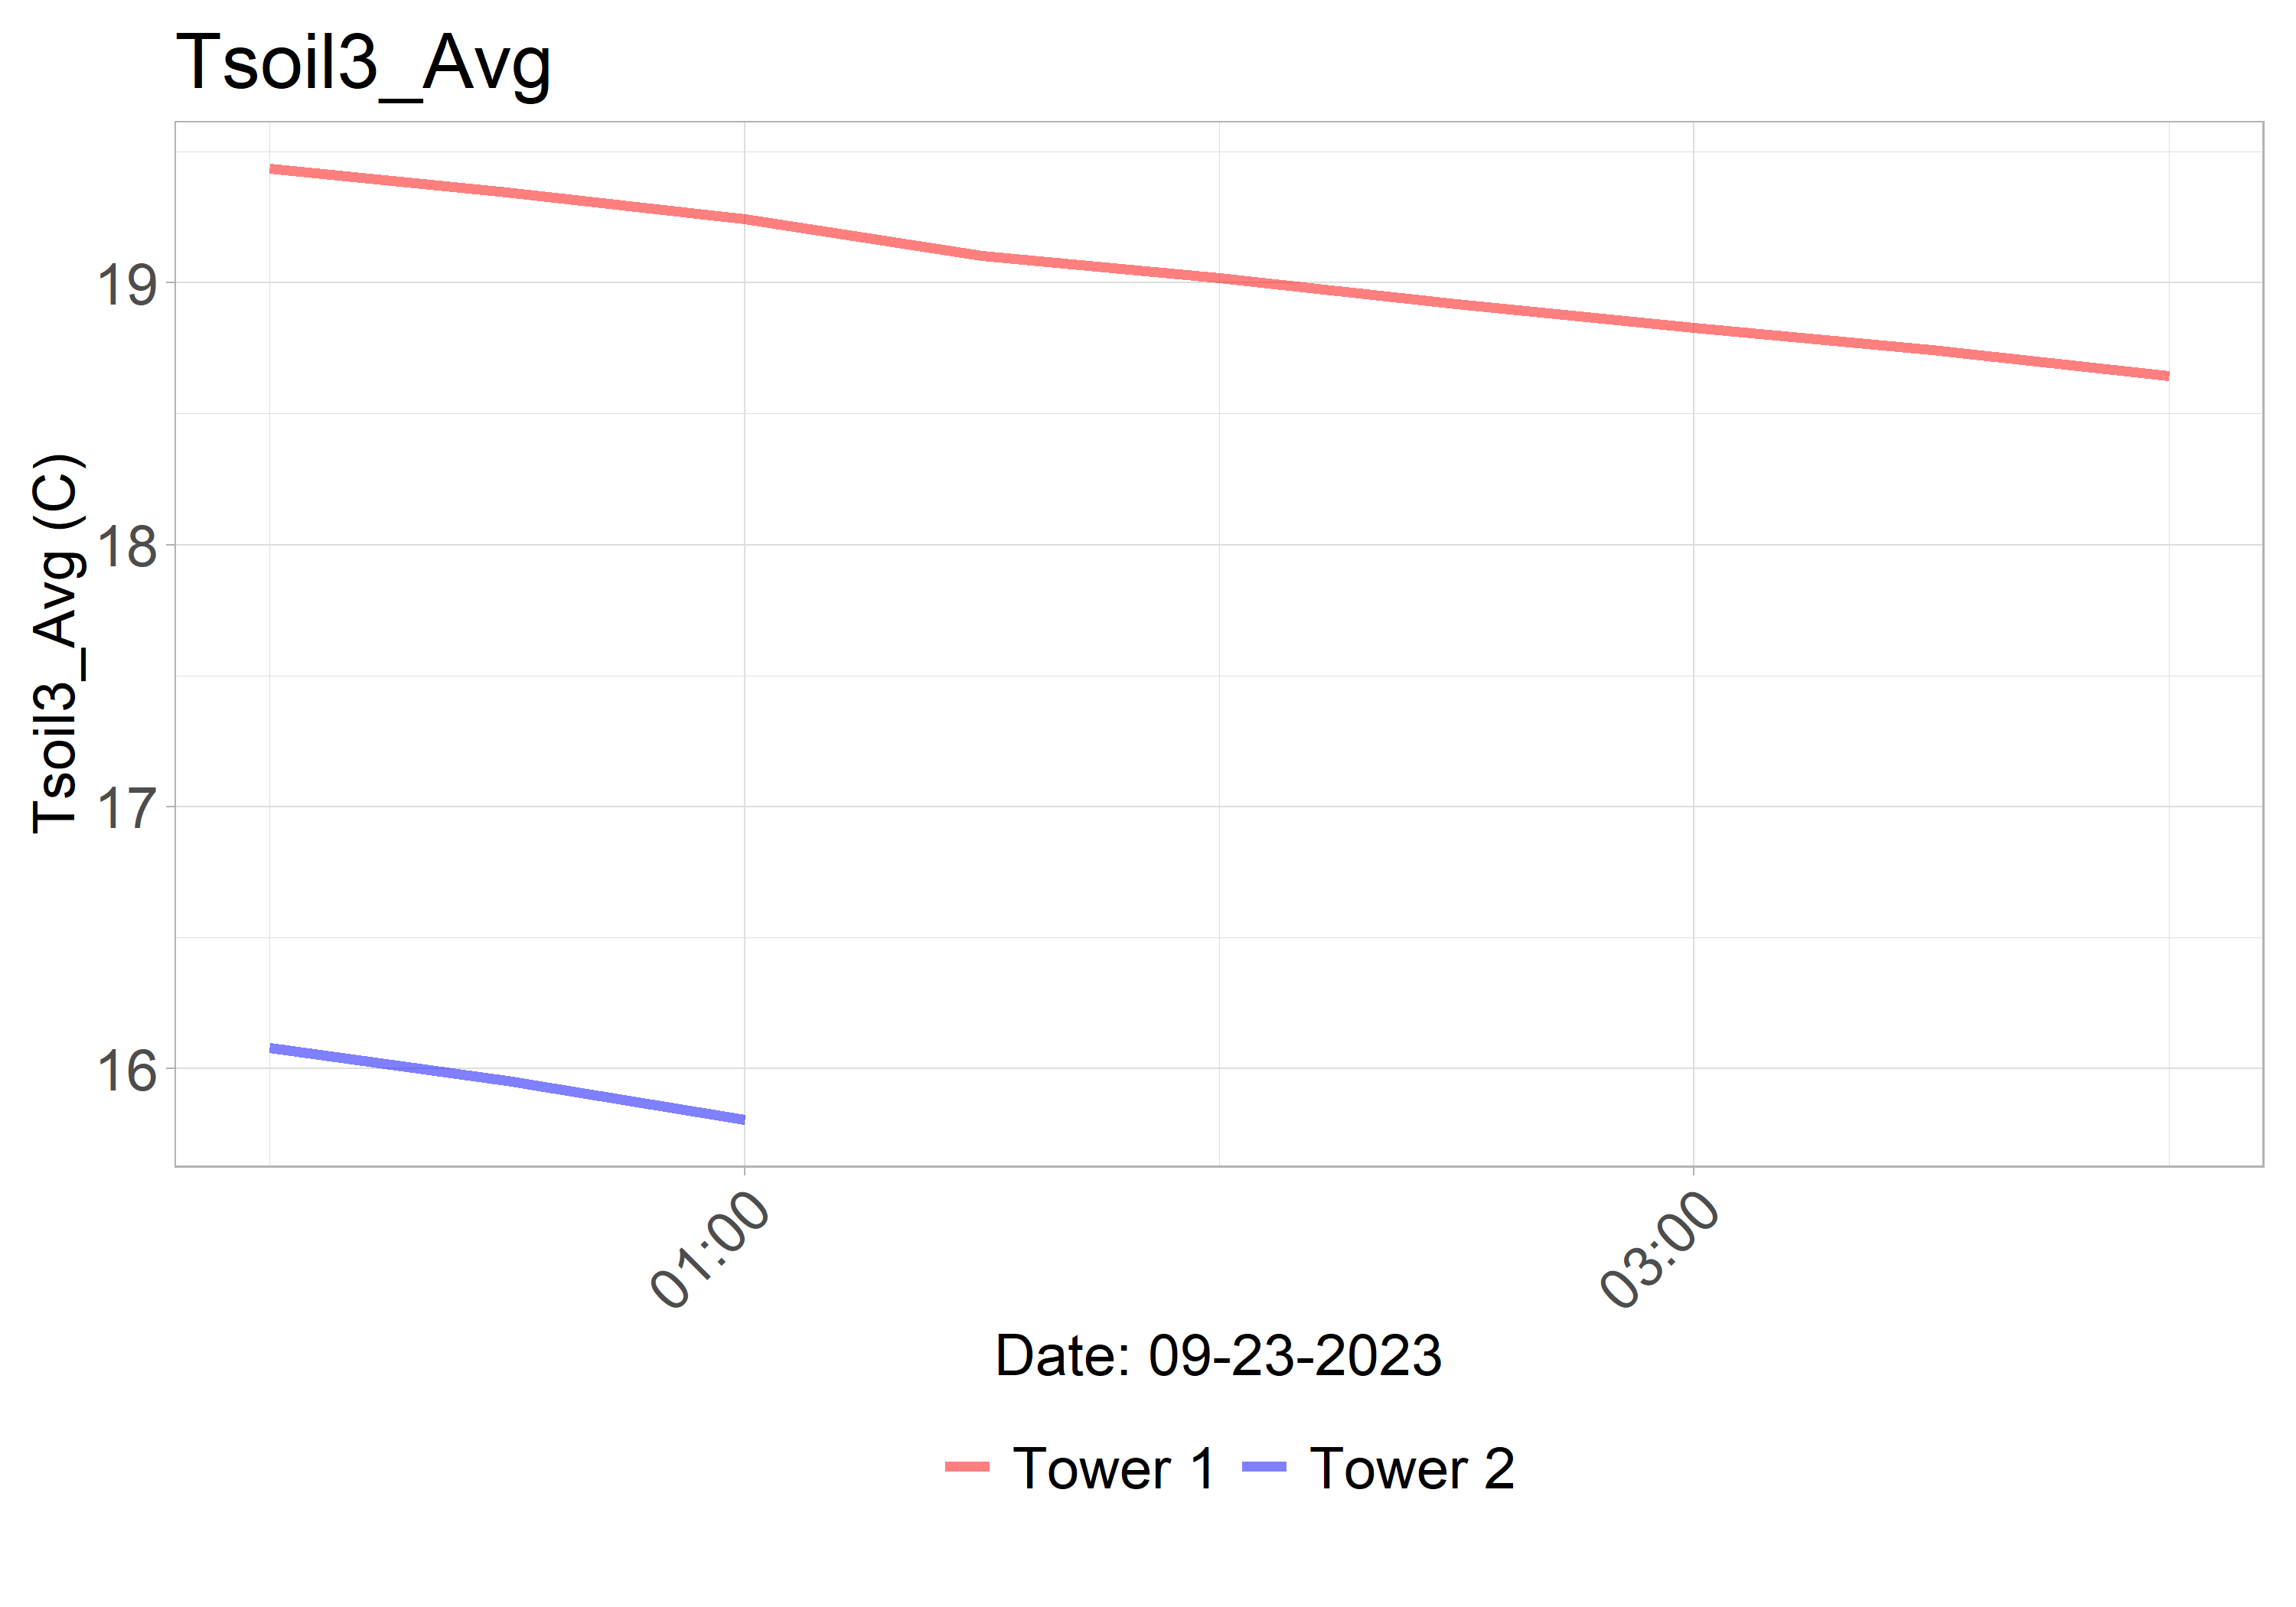 Tsoil3_Avg
Tsoil3_Avg (C)
19
18
17
16
01:00 03:00
Date: 09-23-2023
Tower 1 Tower 2